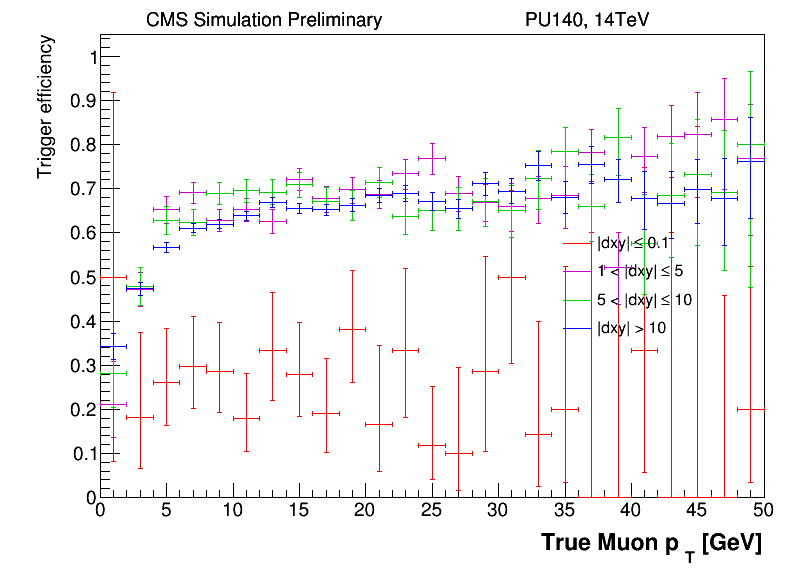 CMS Simulation Preliminary PU140, 14TeV
Trigger efficiency
1
0.9
0.8
0.7
0.6
0.5
0.4
0.3
0.2
0.1
0
|dxy| ≤ 0.1
1 < |dxy| ≤ 5
5 < |dxy| ≤ 10
|dxy| > 10
0 5 10 15 20 25 30 35 40 45 50
True Muon p T [GeV]